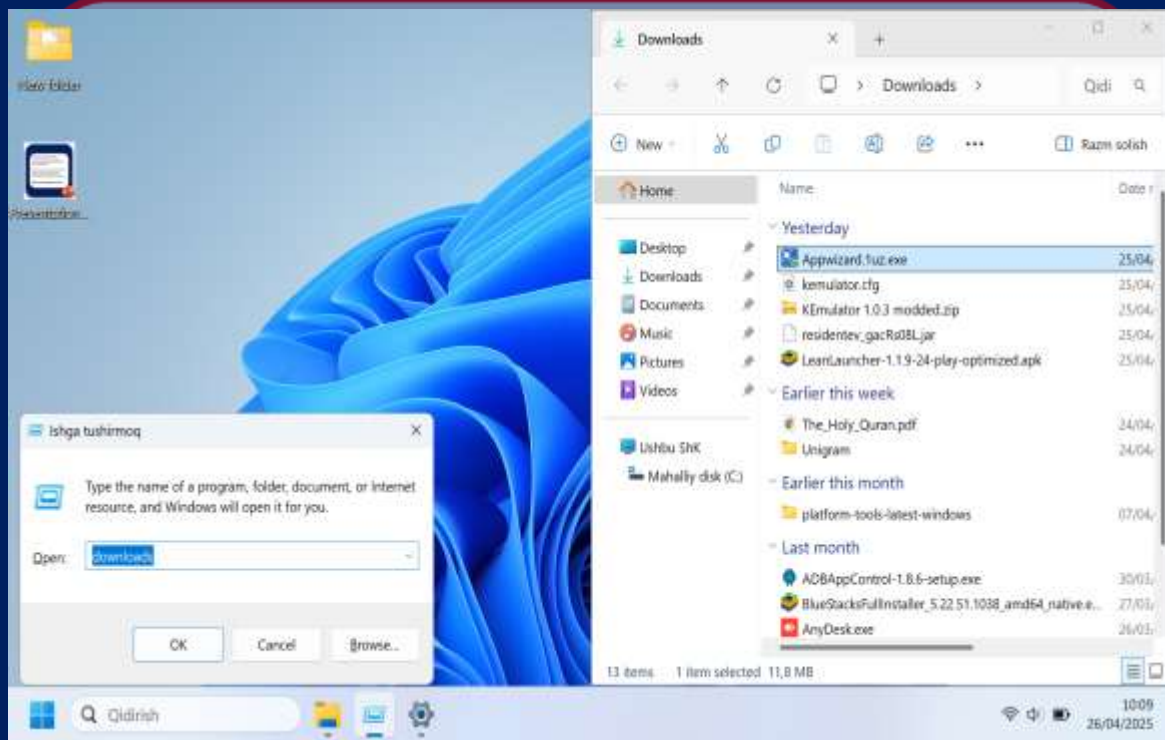 New folder
Presentation...
Downloads
Downloads
Qidi
New
Razm solish
Home
Desktop
Downloads
Documents
Music
Pictures
Videos
Ushbu ShK
Mahalliy disk (C:)
Name
Date r
Yesterday
Appwizard.1uz.exe 25/04/
kemulator.cfg 25/04/
KEmulator 1.0.3 modded.zip 25/04/
residentev_gacRs08L.jar 25/04/
LeanLauncher-1.1.9-24-play-optimized.apk 25/04/
Earlier this week
The_Holy_Quran.pdf 24/04/
Unigram 24/04/
Earlier this month
platform-tools-latest-windows 07/04/
Last month
ADBAppControl-1.8.6-setup.exe 30/03/
BlueStacksFullInstaller_5.22.51.1038_amd64_native.e... 27/03/
AnyDesk.exe 26/03/
13 items 1 item selected 11,8 MB
Ishga tushirmoq
Type the name of a program, folder, document, or Internet
resource, and Windows will open it for you.
Open: downloads
OK Cancel Browse...
Qidirish
10:09
26/04/2025